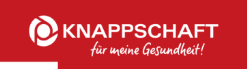 KNAPPSCHAFT
für meine Gesundheit!